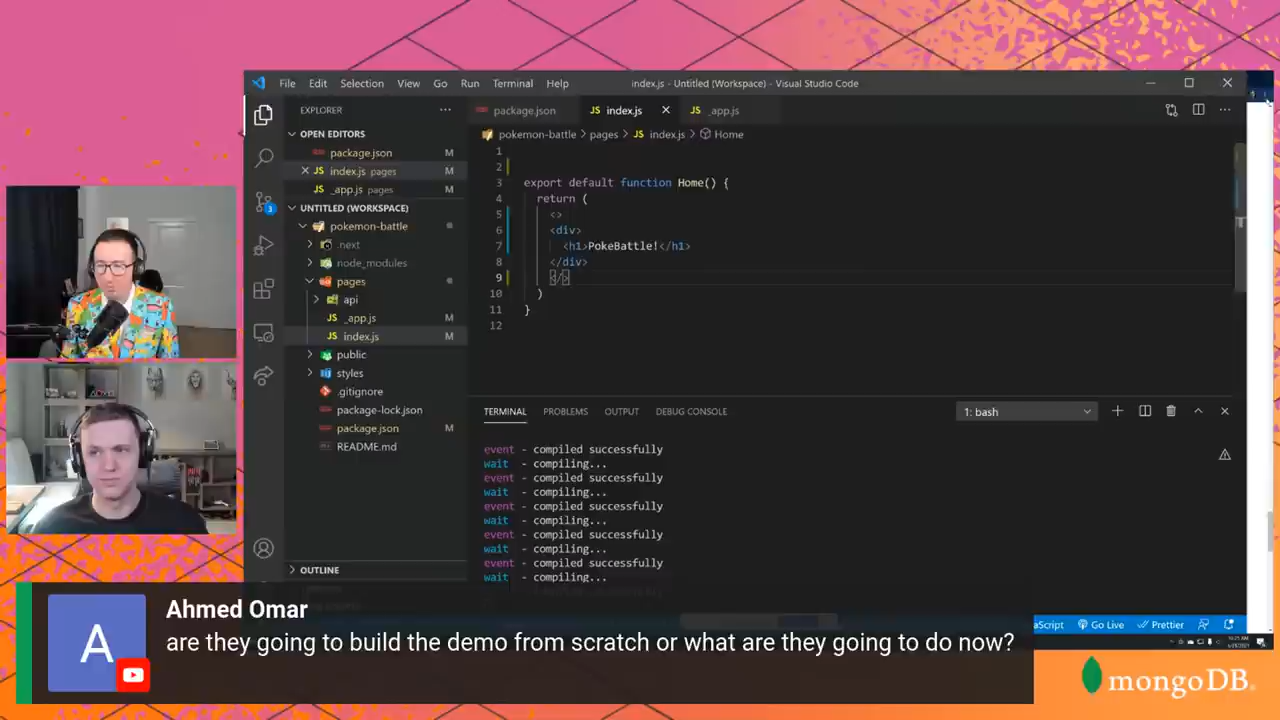 File Edit Selection View Go Run Terminal Help
index.js - Untitled (Workspace) - Visual Studio Code
EXPLORER
package.json
index.js
_app.js
OPEN EDITORS
package.json M
index.js pages M
_app.js pages M
UNTITLED (WORKSPACE)
pokemon-battle
.next
node_modules
pages
api
_app.js M
index.js M
public
styles
.gitignore
package-lock.json
package.json M
README.md
OUTLINE
3
pokemon-battle > pages > JS index.js > Home
1
2
3 export default function Home() {
4 return (
5 <>
6 <div>
7 <h1>PokeBattle!</h1>
8 </div>
9 </>
10 )
11 }
12
TERMINAL PROBLEMS OUTPUT DEBUG CONSOLE
1: bash
event - compiled successfully
wait - compiling...
event - compiled successfully
wait - compiling...
event - compiled successfully
wait - compiling...
event - compiled successfully
wait - compiling...
event - compiled successfully
wait - compiling...
Go Live Prettier
A
Ahmed Omar
are they going to build the demo from scratch or what are they going to do now?
mongoDB.